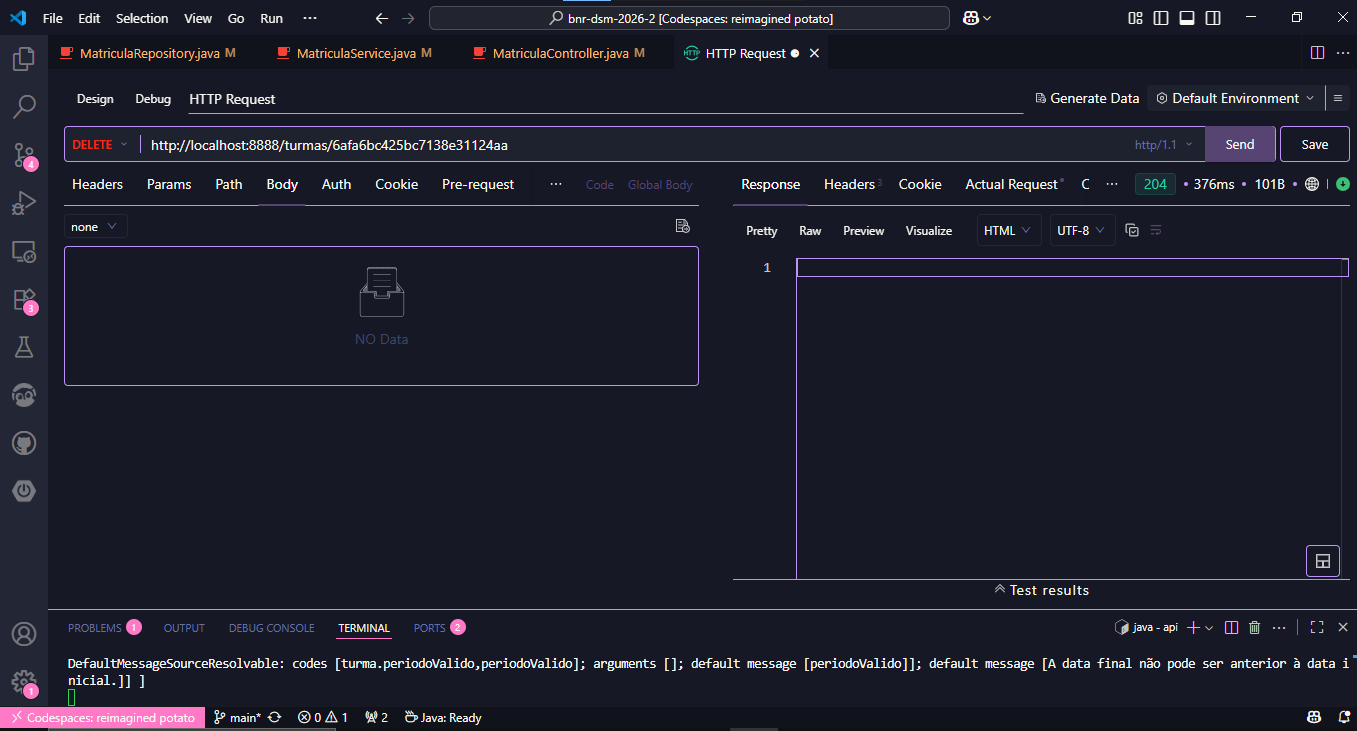 File Edit Selection View Go Run ··· bnr-dsm-2026-2 [Codespaces: reimagined potato]
MatriculaRepository.java M MatriculaService.java M MatriculaController.java M HTTP HTTP Request
Design Debug HTTP Request Generate Data Default Environment
DELETE http://localhost:8888/turmas/6afa6bc425bc7138e31124aa http/1.1 Send Save
Headers Params Path Body Auth Cookie Pre-request ··· Code Global Body
Response Headers 3 Cookie Actual Request C ··· 204 • 376ms • 101B •
none
Pretty Raw Preview Visualize HTML UTF-8
1
NO Data
Test results
PROBLEMS 1 OUTPUT DEBUG CONSOLE TERMINAL PORTS 2 java - api
DefaultMessageSourceResolvable: codes [turma.periodoValido,periodoValido]; arguments []; default message [periodoValido]]; default message [A data final não pode ser anterior à data i
nicial.]] ]
4
3
1
Codespaces: reimagined potato main* 0 1 2 Java: Ready